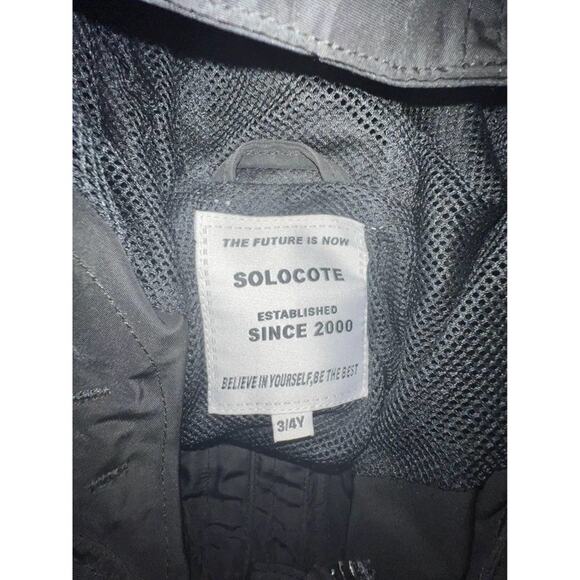 THE FUTURE IS NOW
SOLOCOTE
ESTABLISHED
SINCE 2000
BELIEVE IN YOURSELF,BE THE BEST
3/4Y